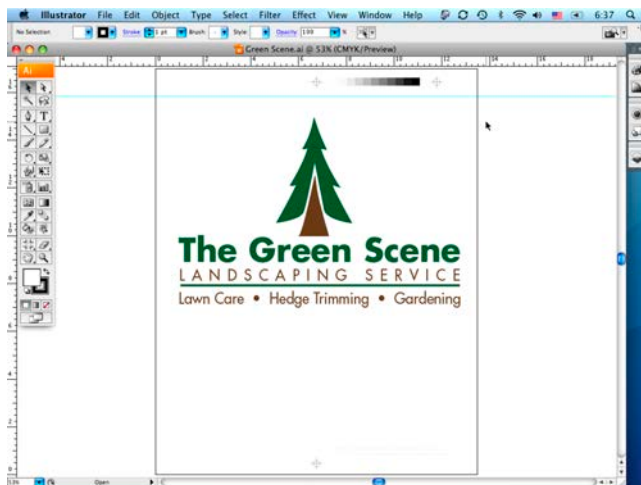 Illustrator File Edit Object Type Select Filter Effect View Window Help 6:37
No Selection Stroke 1 pt Brush Style Opacity 100 %
Green Scene.ai @ 53% (CMYK/Preview)
Ai
The Green Scene
LANDSCAPING SERVICE
Lawn Care • Hedge Trimming • Gardening
53% Open